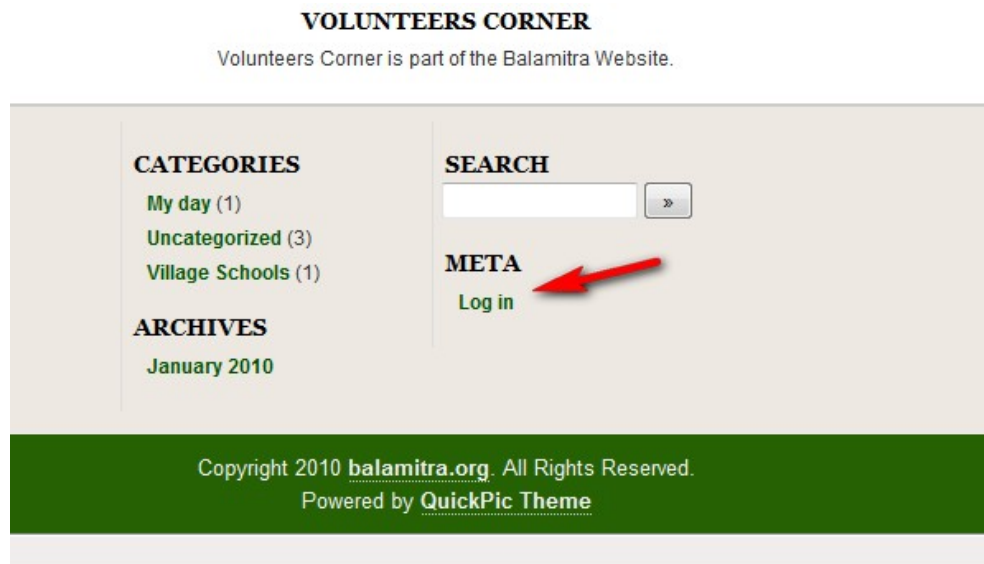 VOLUNTEERS CORNER
Volunteers Corner is part of the Balamitra Website.
CATEGORIES
My day (1)
Uncategorized (3)
Village Schools (1)
ARCHIVES
January 2010
SEARCH
»
META
Log in
Copyright 2010 balamitra.org. All Rights Reserved.
Powered by QuickPic Theme